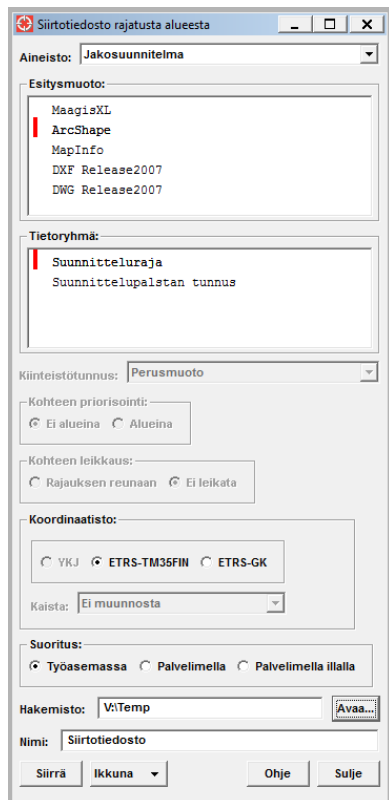 Siirtotiedosto rajatusta alueesta
Aineisto: Jakosuunnitelma
Esitysmuoto:
MaagisXL
ArcShape
MapInfo
DXF Release2007
DWG Release2007
Tietoryhmä:
Suunnitteluraja
Suunnittelupalstan tunnus
Kiinteistötunnus: Perusmuoto
Kohteen priorisointi:
Ei alueina Alueina
Kohteen leikkaus:
Rajauksen reunaan Ei leikata
Koordinaatisto:
YKJ ETRS-TM35FIN ETRS-GK
Kaista: Ei muunnosta
Suoritus:
Työasemassa Palvelimella Palvelimella illalla
Hakemisto: V:\Temp Avaa...
Nimi: Siirtotiedosto
Siirrä Ikkuna Ohje Sulje